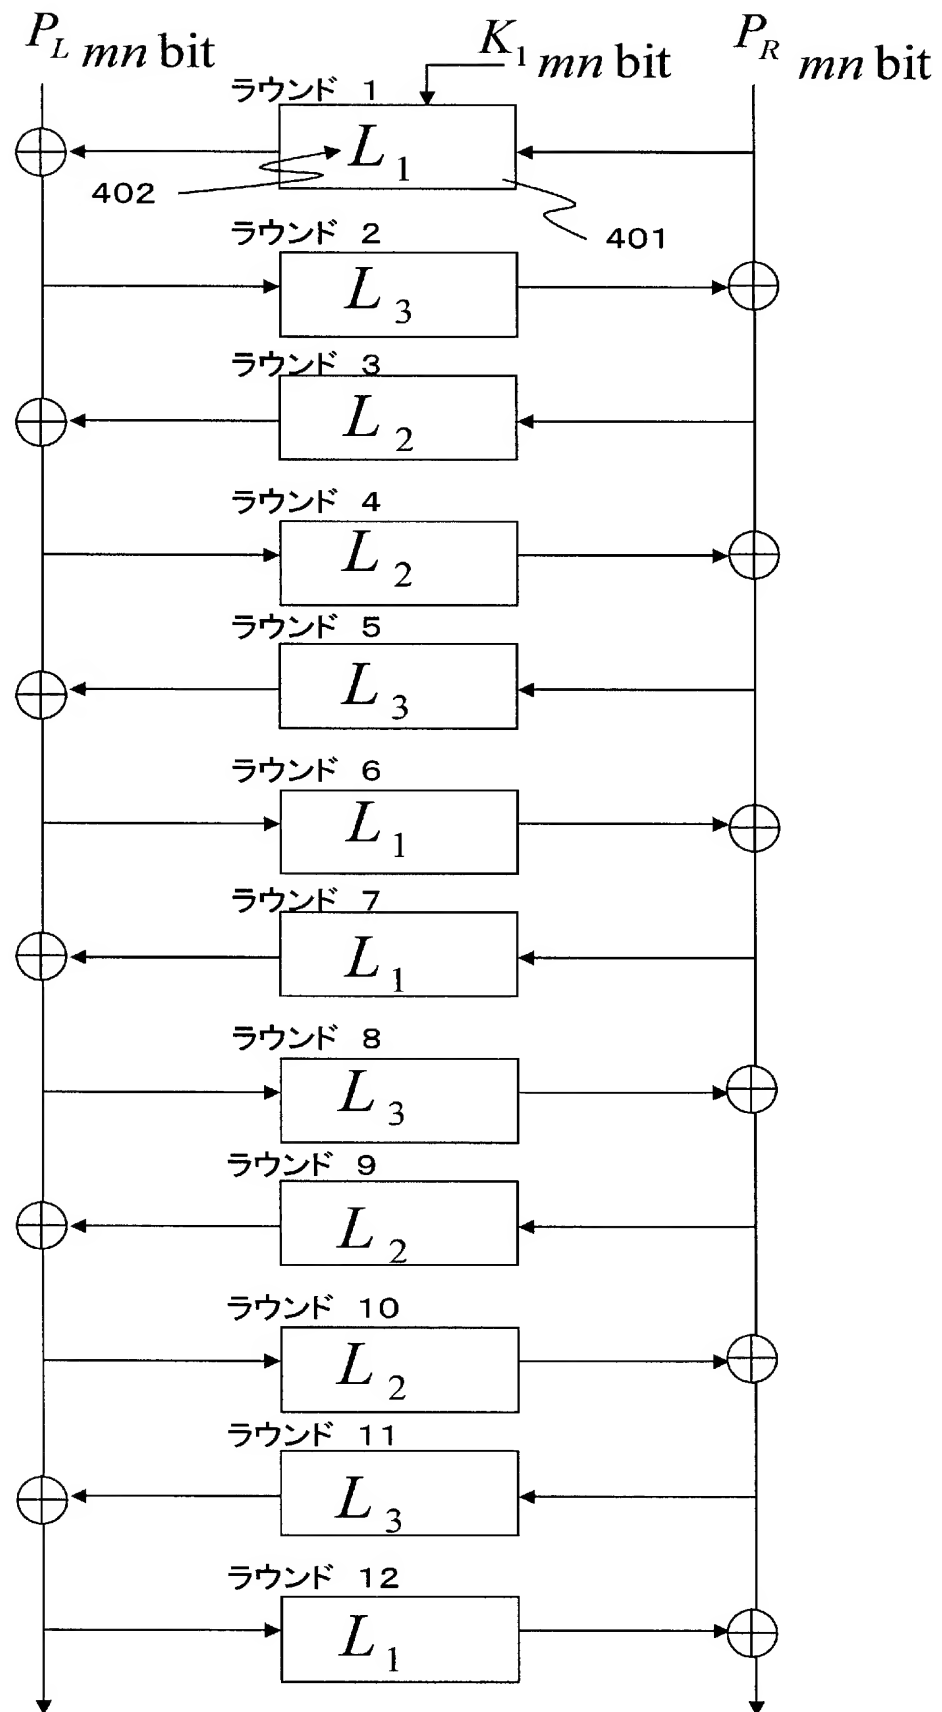 P_L mn bit
K_1 mn bit
P_R mn bit
ラウンド 1
L_1
402
401
ラウンド 2
L_3
ラウンド 3
L_2
ラウンド 4
L_2
ラウンド 5
L_3
ラウンド 6
L_1
ラウンド 7
L_1
ラウンド 8
L_3
ラウンド 9
L_2
ラウンド 10
L_2
ラウンド 11
L_3
ラウンド 12
L_1